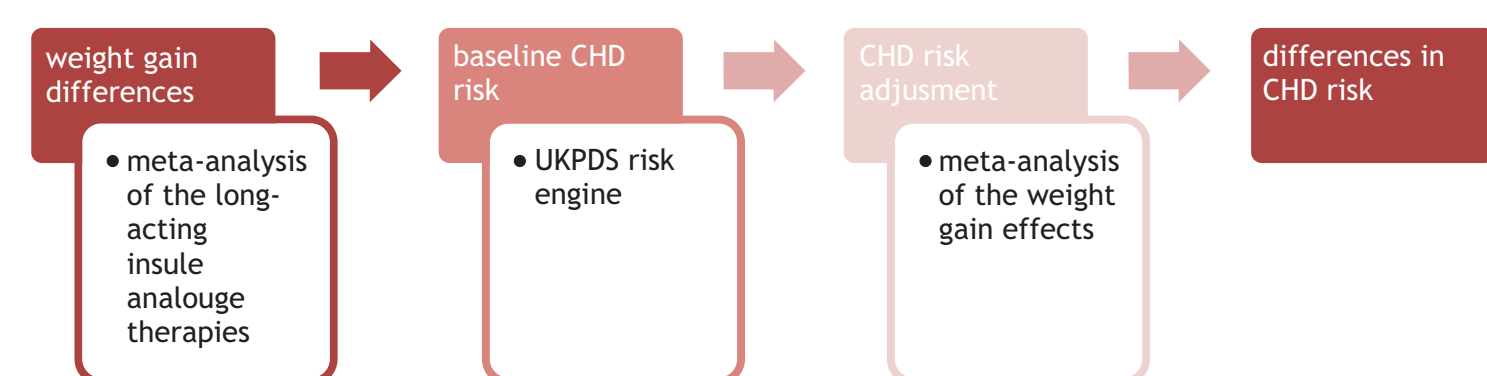 weight gain
differences
• meta-analysis
of the long-
acting
insule
analouge
therapies
baseline CHD
risk
• UKPDS risk
engine
CHD risk
adjusment
• meta-analysis
of the weight
gain effects
differences in
CHD risk